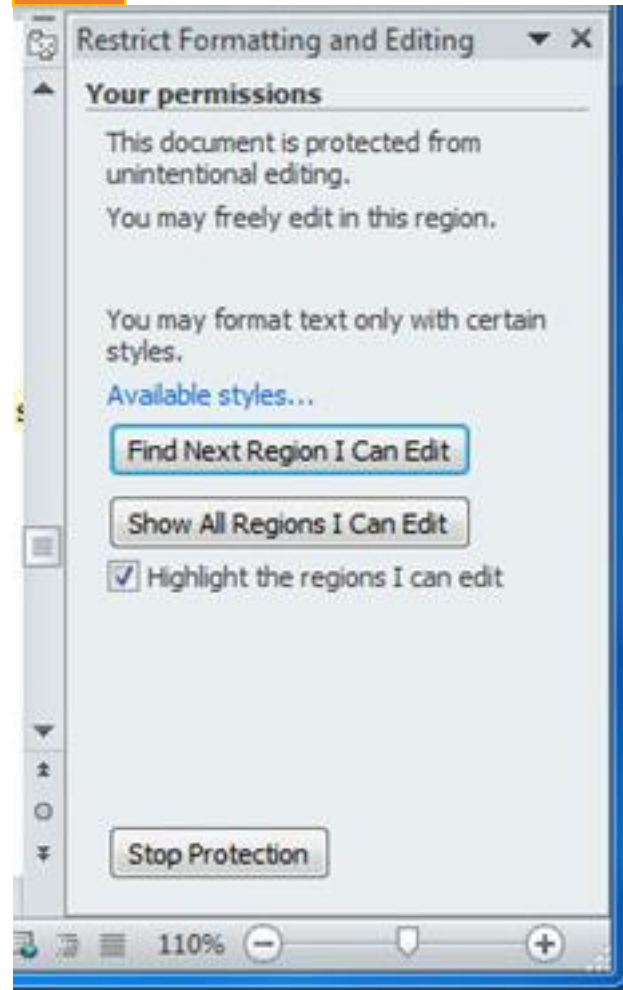 Restrict Formatting and Editing
Your permissions
This document is protected from
unintentional editing.
You may freely edit in this region.
You may format text only with certain
styles.
Available styles...
Find Next Region I Can Edit
Show All Regions I Can Edit
Highlight the regions I can edit
Stop Protection
110%